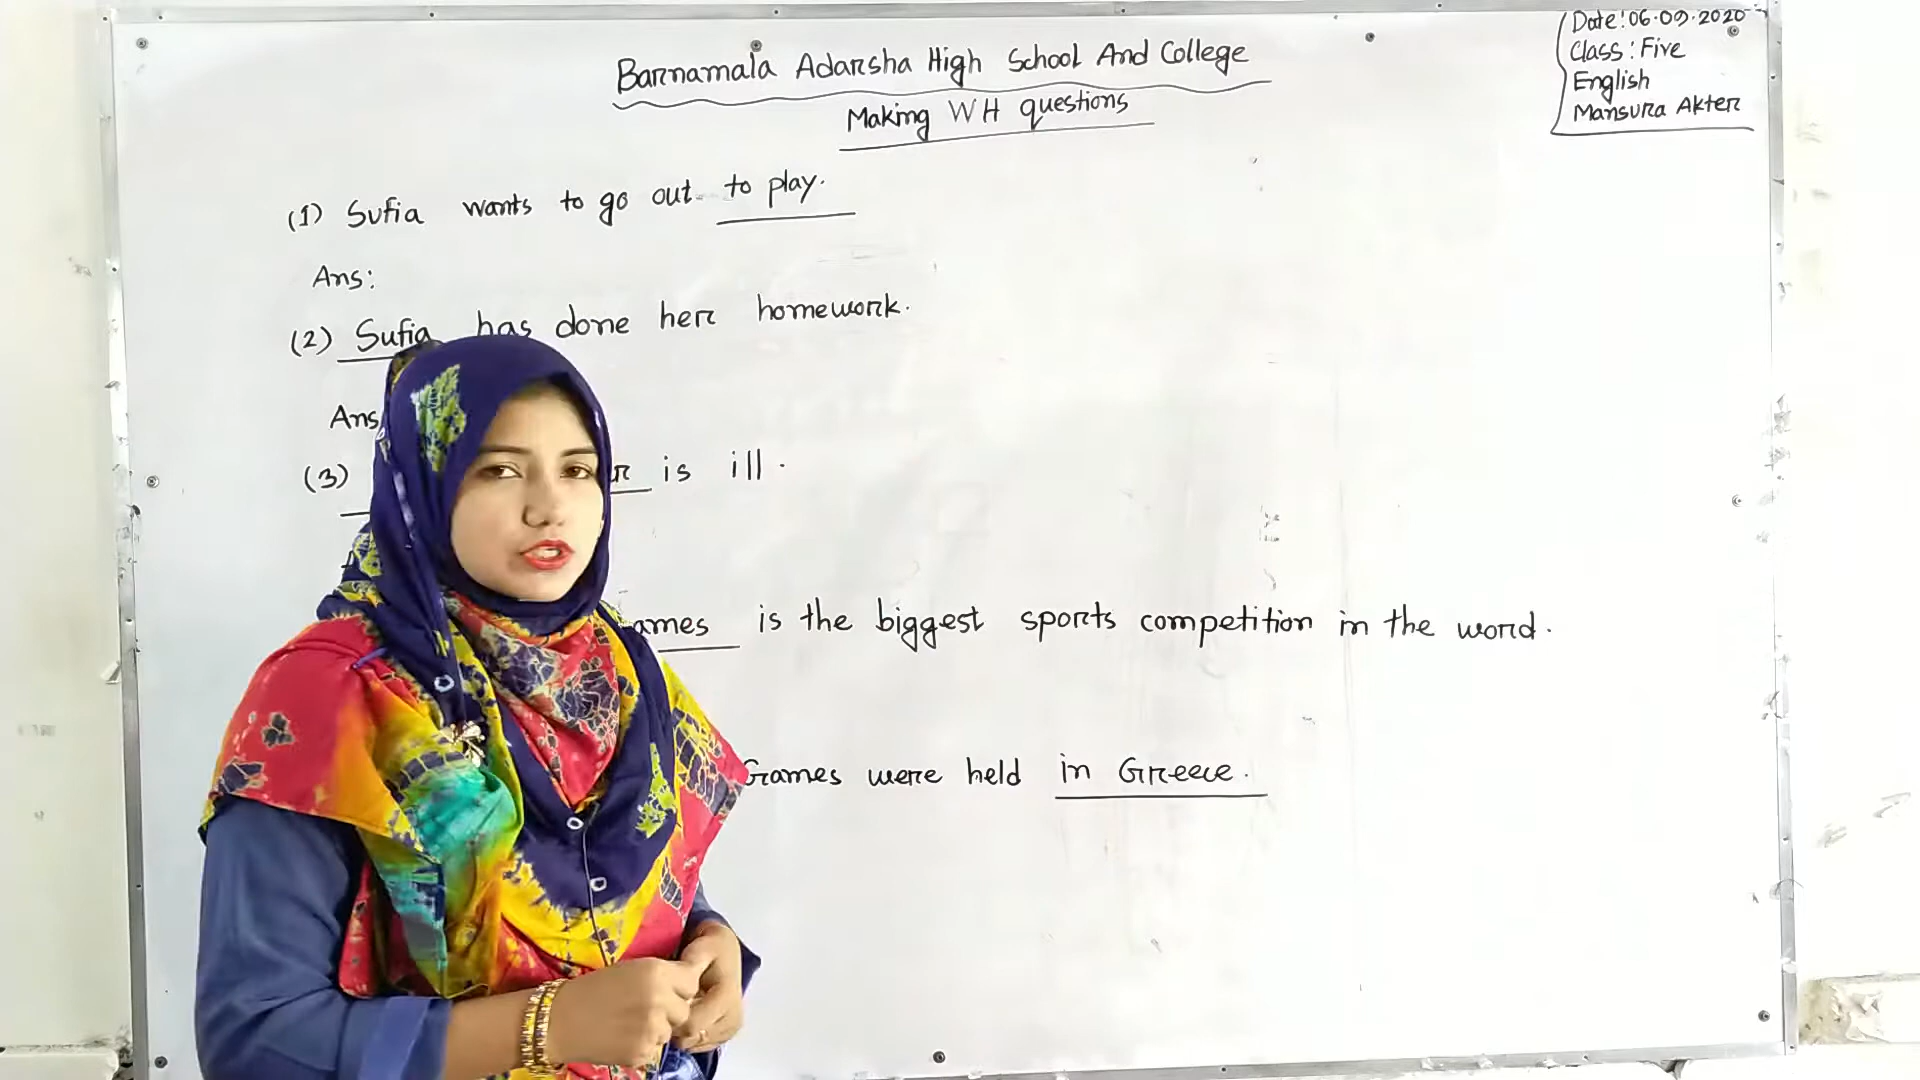 Barnamala Adarsha High School And College
Making WH questions
Date: 06.09.2020
Class: Five
English
Mansura Akter
(1) Sufia wants to go out to play.
Ans:
(2) Sufia has done her homework.
Ans
(3) is ill.
ames is the biggest sports competition in the word.
Games were held in Greece.